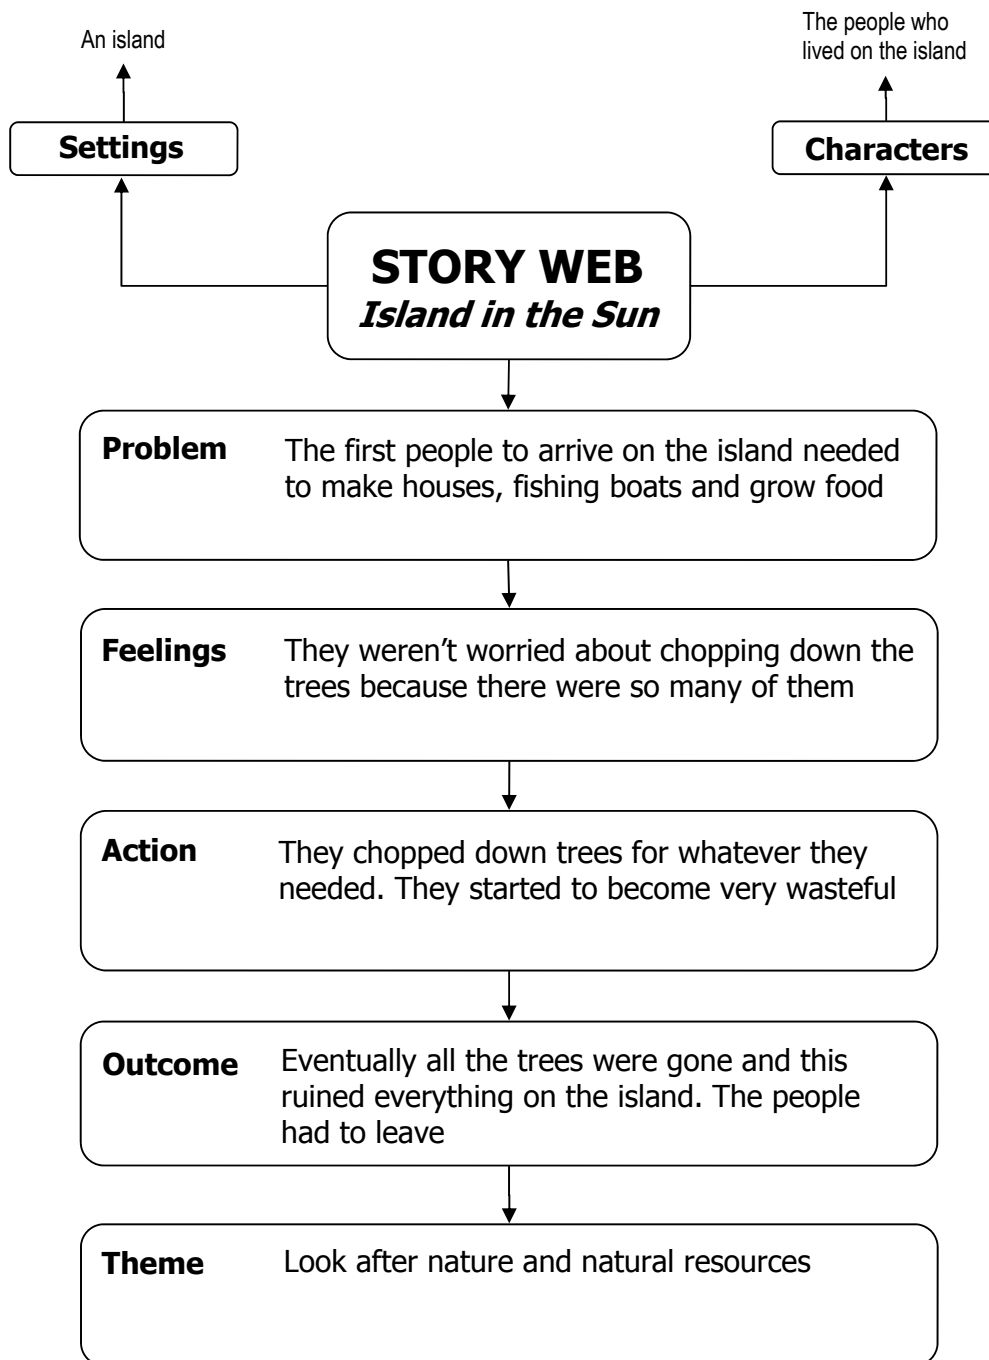 An island
The people who
lived on the island
Settings
Characters
STORY WEB
Island in the Sun
Problem
The first people to arrive on the island needed
to make houses, fishing boats and grow food
Feelings
They weren’t worried about chopping down the
trees because there were so many of them
Action
They chopped down trees for whatever they
needed. They started to become very wasteful
Outcome
Eventually all the trees were gone and this
ruined everything on the island. The people
had to leave
Theme
Look after nature and natural resources